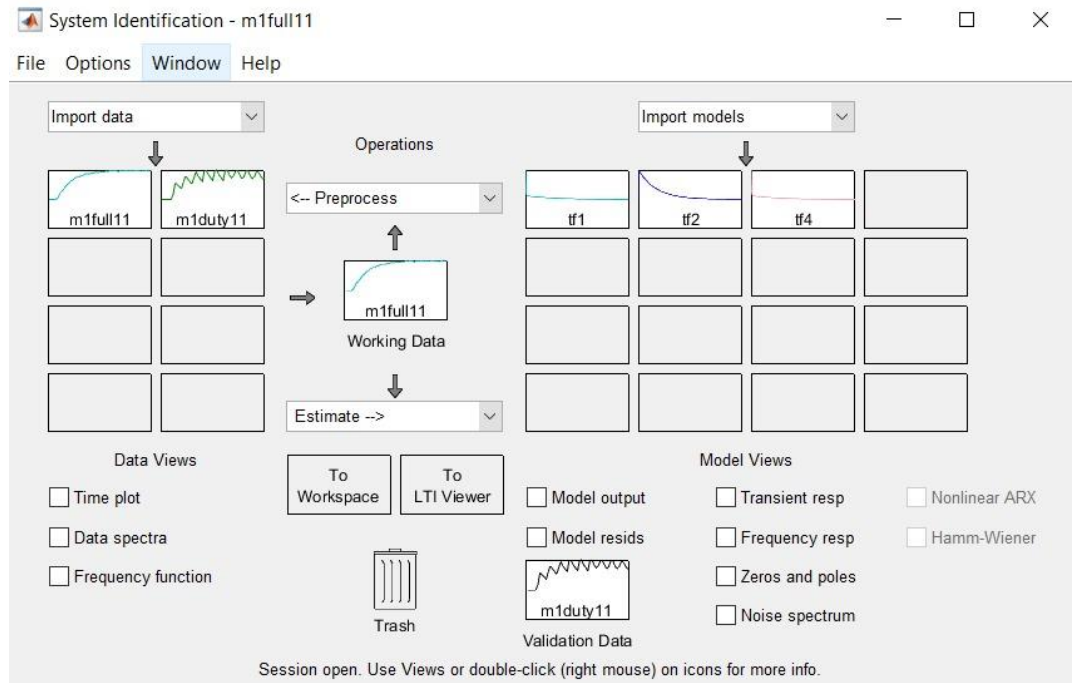 System Identification - m1full11
File Options Window Help
Import data
Import models
Operations
<-- Preprocess
m1full11
m1duty11
tf1
tf2
tf4
m1full11
Working Data
Estimate -->
Data Views
Model Views
To
Workspace
To
LTI Viewer
Time plot
Data spectra
Frequency function
Model output
Model resids
Transient resp
Frequency resp
Zeros and poles
Noise spectrum
Nonlinear ARX
Hamm-Wiener
Trash
m1duty11
Validation Data
Session open. Use Views or double-click (right mouse) on icons for more info.